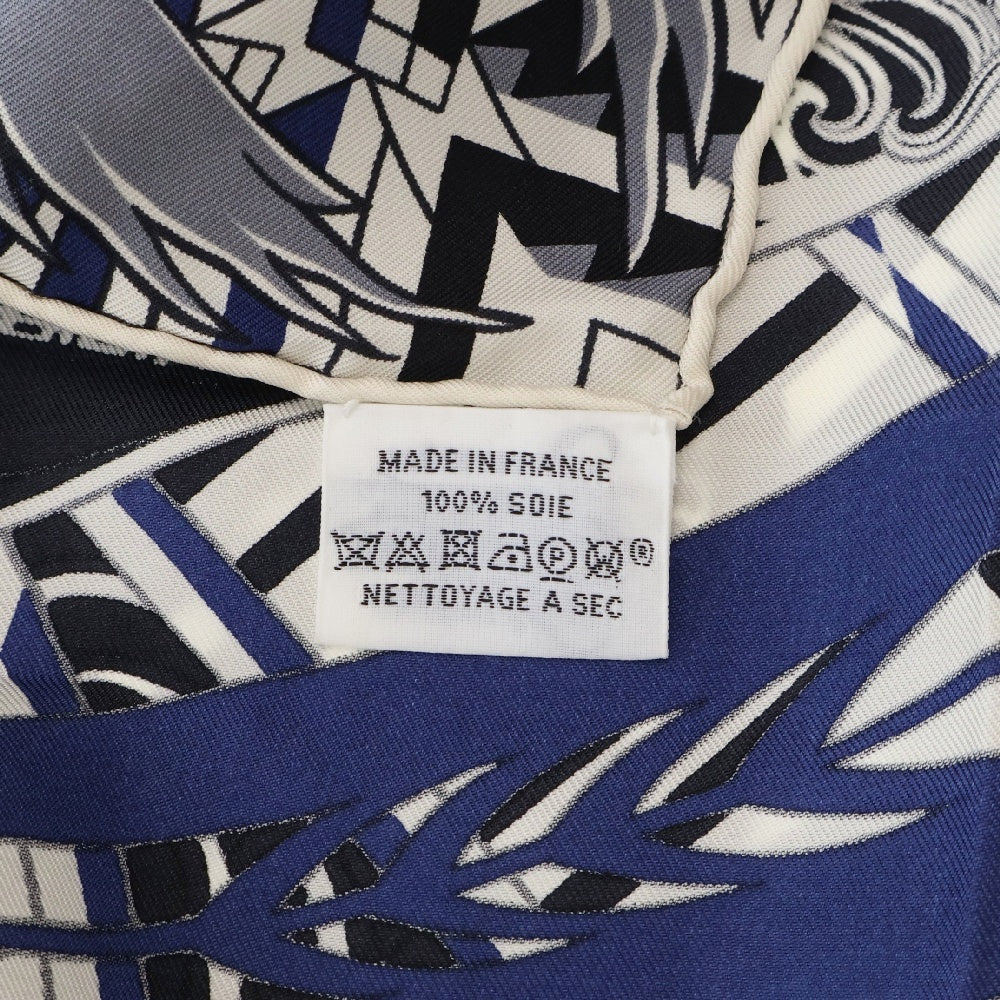 MADE IN FRANCE
100% SOIE
P W ®
NETTOYAGE A SEC